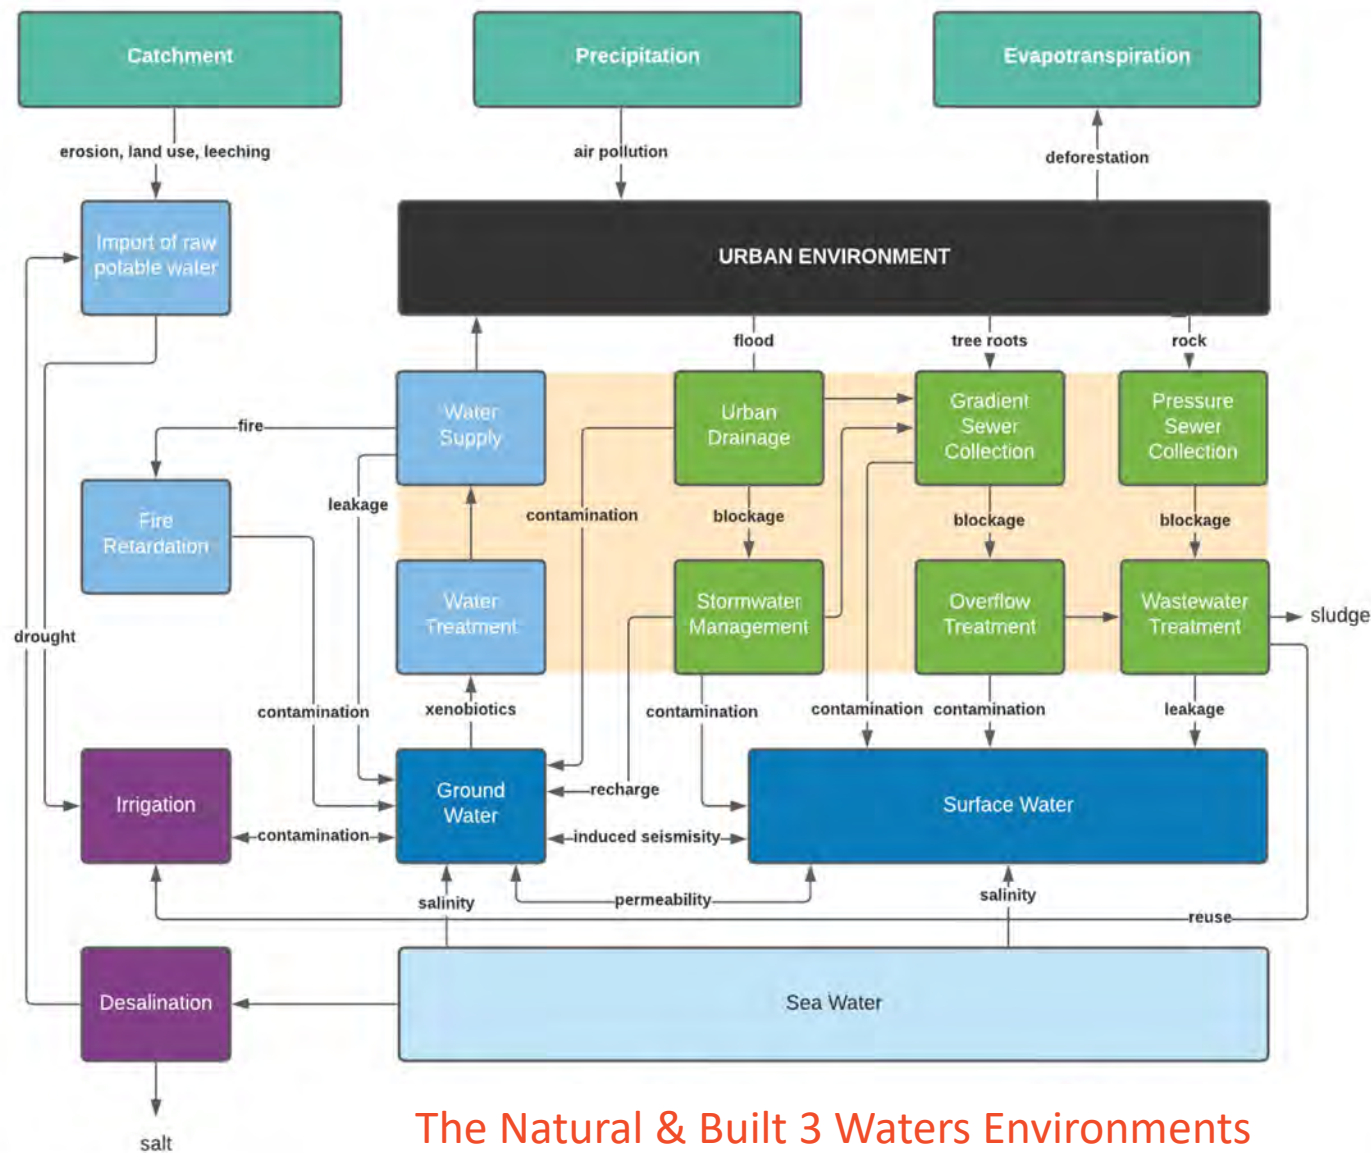 Catchment
Precipitation
Evapotranspiration
erosion, land use, leeching
air pollution
deforestation
Import of raw
potable water
URBAN ENVIRONMENT
flood
tree roots
rock
Water
Supply
Urban
Drainage
Gradient
Sewer
Collection
Pressure
Sewer
Collection
fire
leakage
contamination
blockage
blockage
blockage
Fire
Retardation
Water
Treatment
Stormwater
Management
Overflow
Treatment
Wastewater
Treatment
sludge
drought
contamination
xenobiotics
contamination
contamination
contamination
leakage
Irrigation
Ground
Water
recharge
Surface Water
contamination
induced seismisity
salinity
permeability
salinity
reuse
Desalination
Sea Water
salt
The Natural & Built 3 Waters Environments